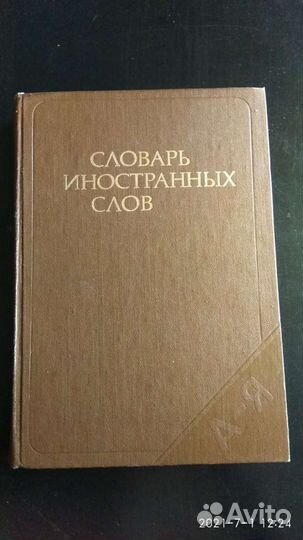 СЛОВАРЬ
ИНОСТРАННЫХ
СЛОВ
А-Я
2021-7-1 12:24
Avito